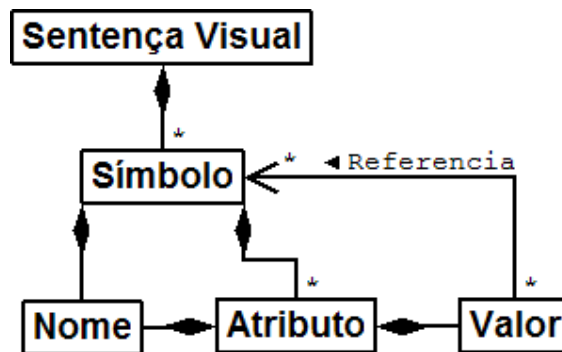 Sentença Visual
*
Símbolo
* ◄ Referencia
* *
Nome
Atributo
Valor